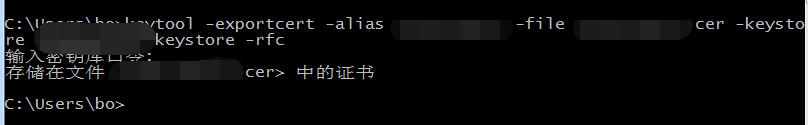 C:\Users\bo>keytool -exportcert -alias -file cer -keysto
re keystore -rfc
输入密钥库口令:
存储在文件 cer> 中的证书
C:\Users\bo>